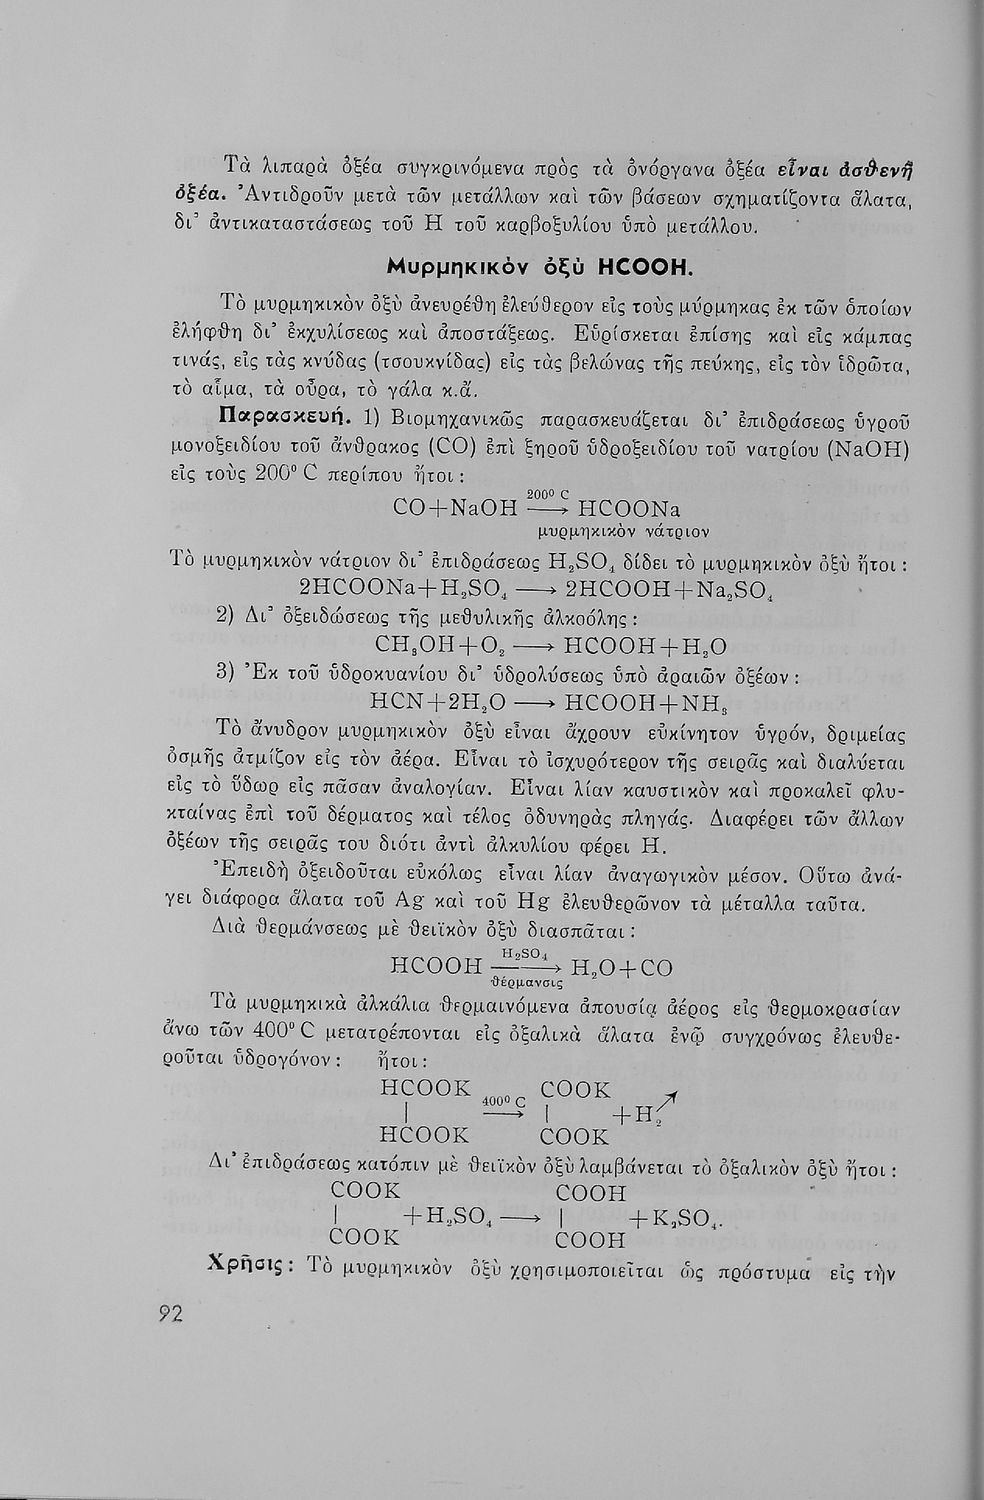 Τὰ λιπαρὰ ὀξέα συγκρινόμενα πρὸς τὰ ὀνόργανα ὀξέα εἶναι ἀσθενῆ
ὀξέα. Ἀντιδροῦν μετὰ τῶν μετάλλων καὶ τῶν βάσεων σχηματίζοντα ἅλατα,
δι᾽ ἀντικαταστάσεως τοῦ Η τοῦ καρβοξυλίου ὑπὸ μετάλλου.
Μυρμηκικὸν ὀξὺ HCOOH.
Τὸ μυρμηκικὸν ὀξὺ ἀνευρέθη ἐλεύθερον εἰς τοὺς μύρμηκας ἐκ τῶν ὁποίων
ἐλήφθη δι᾽ ἐκχυλίσεως καὶ ἀποστάξεως. Εὑρίσκεται ἐπίσης καὶ εἰς κάμπας
τινάς, εἰς τὰς κνύδας (τσουκνίδας) εἰς τὰς βελώνας τῆς πεύκης, εἰς τὸν ἱδρῶτα,
τὸ αἷμα, τὰ οὖρα, τὸ γάλα κ.ἄ.
Παρασκευή. 1) Βιομηχανικῶς παρασκευάζεται δι᾽ ἐπιδράσεως ὑγροῦ
μονοξειδίου τοῦ ἄνθρακος (CO) ἐπὶ ξηροῦ ὑδροξειδίου τοῦ νατρίου (NaOH)
εἰς τοὺς 200° C περίπου ἤτοι :
CO+NaOH —200° C→ HCOONa
μυρμηκικὸν νάτριον
Τὸ μυρμηκικὸν νάτριον δι᾽ ἐπιδράσεως H₂SO₄ δίδει τὸ μυρμηκικὸν ὀξὺ ἤτοι :
2HCOONa+H₂SO₄ ⟶ 2HCOOH+Na₂SO₄
2) Δι᾽ ὀξειδώσεως τῆς μεθυλικῆς ἀλκοόλης :
CH₃OH+O₂ ⟶ HCOOH+H₂O
3) Ἐκ τοῦ ὑδροκυανίου δι᾽ ὑδρολύσεως ὑπὸ ἀραιῶν ὀξέων :
HCN+2H₂O ⟶ HCOOH+NH₃
Τὸ ἄνυδρον μυρμηκικὸν ὀξὺ εἶναι ἄχρουν εὐκίνητον ὑγρόν, δριμείας
ὀσμῆς ἀτμίζον εἰς τὸν ἀέρα. Εἶναι τὸ ἰσχυρότερον τῆς σειρᾶς καὶ διαλύεται
εἰς τὸ ὕδωρ εἰς πᾶσαν ἀναλογίαν. Εἶναι λίαν καυστικὸν καὶ προκαλεῖ φλυ-
κταίνας ἐπὶ τοῦ δέρματος καὶ τέλος ὀδυνηρὰς πληγάς. Διαφέρει τῶν ἄλλων
ὀξέων τῆς σειρᾶς του διότι ἀντὶ ἀλκυλίου φέρει Η.
Ἐπειδὴ ὀξειδοῦται εὐκόλως εἶναι λίαν ἀναγωγικὸν μέσον. Οὕτω ἀνά-
γει διάφορα ἅλατα τοῦ Ag καὶ τοῦ Hg ἐλευθερῶνον τὰ μέταλλα ταῦτα.
Διὰ θερμάνσεως μὲ θειϊκὸν ὀξὺ διασπᾶται :
HCOOH —H₂SO₄→ H₂O+CO
θέρμανσις
Τὰ μυρμηκικὰ ἀλκάλια θερμαινόμενα ἀπουσίᾳ ἀέρος εἰς θερμοκρασίαν
ἄνω τῶν 400° C μετατρέπονται εἰς ὀξαλικὰ ἅλατα ἐνῷ συγχρόνως ἐλευθε-
ροῦται ὑδρογόνον : ἤτοι :
HCOOK COOK
| —400° C→ | +H₂↗
HCOOK COOK
Δι᾽ ἐπιδράσεως κατόπιν μὲ θειϊκὸν ὀξὺ λαμβάνεται τὸ ὀξαλικὸν ὀξὺ ἤτοι :
COOK COOH
| +H₂SO₄ ⟶ | +K₂SO₄.
COOK COOH
Χρῆσις : Τὸ μυρμηκικὸν ὀξὺ χρησιμοποιεῖται ὡς πρόστυμα εἰς τὴν
92